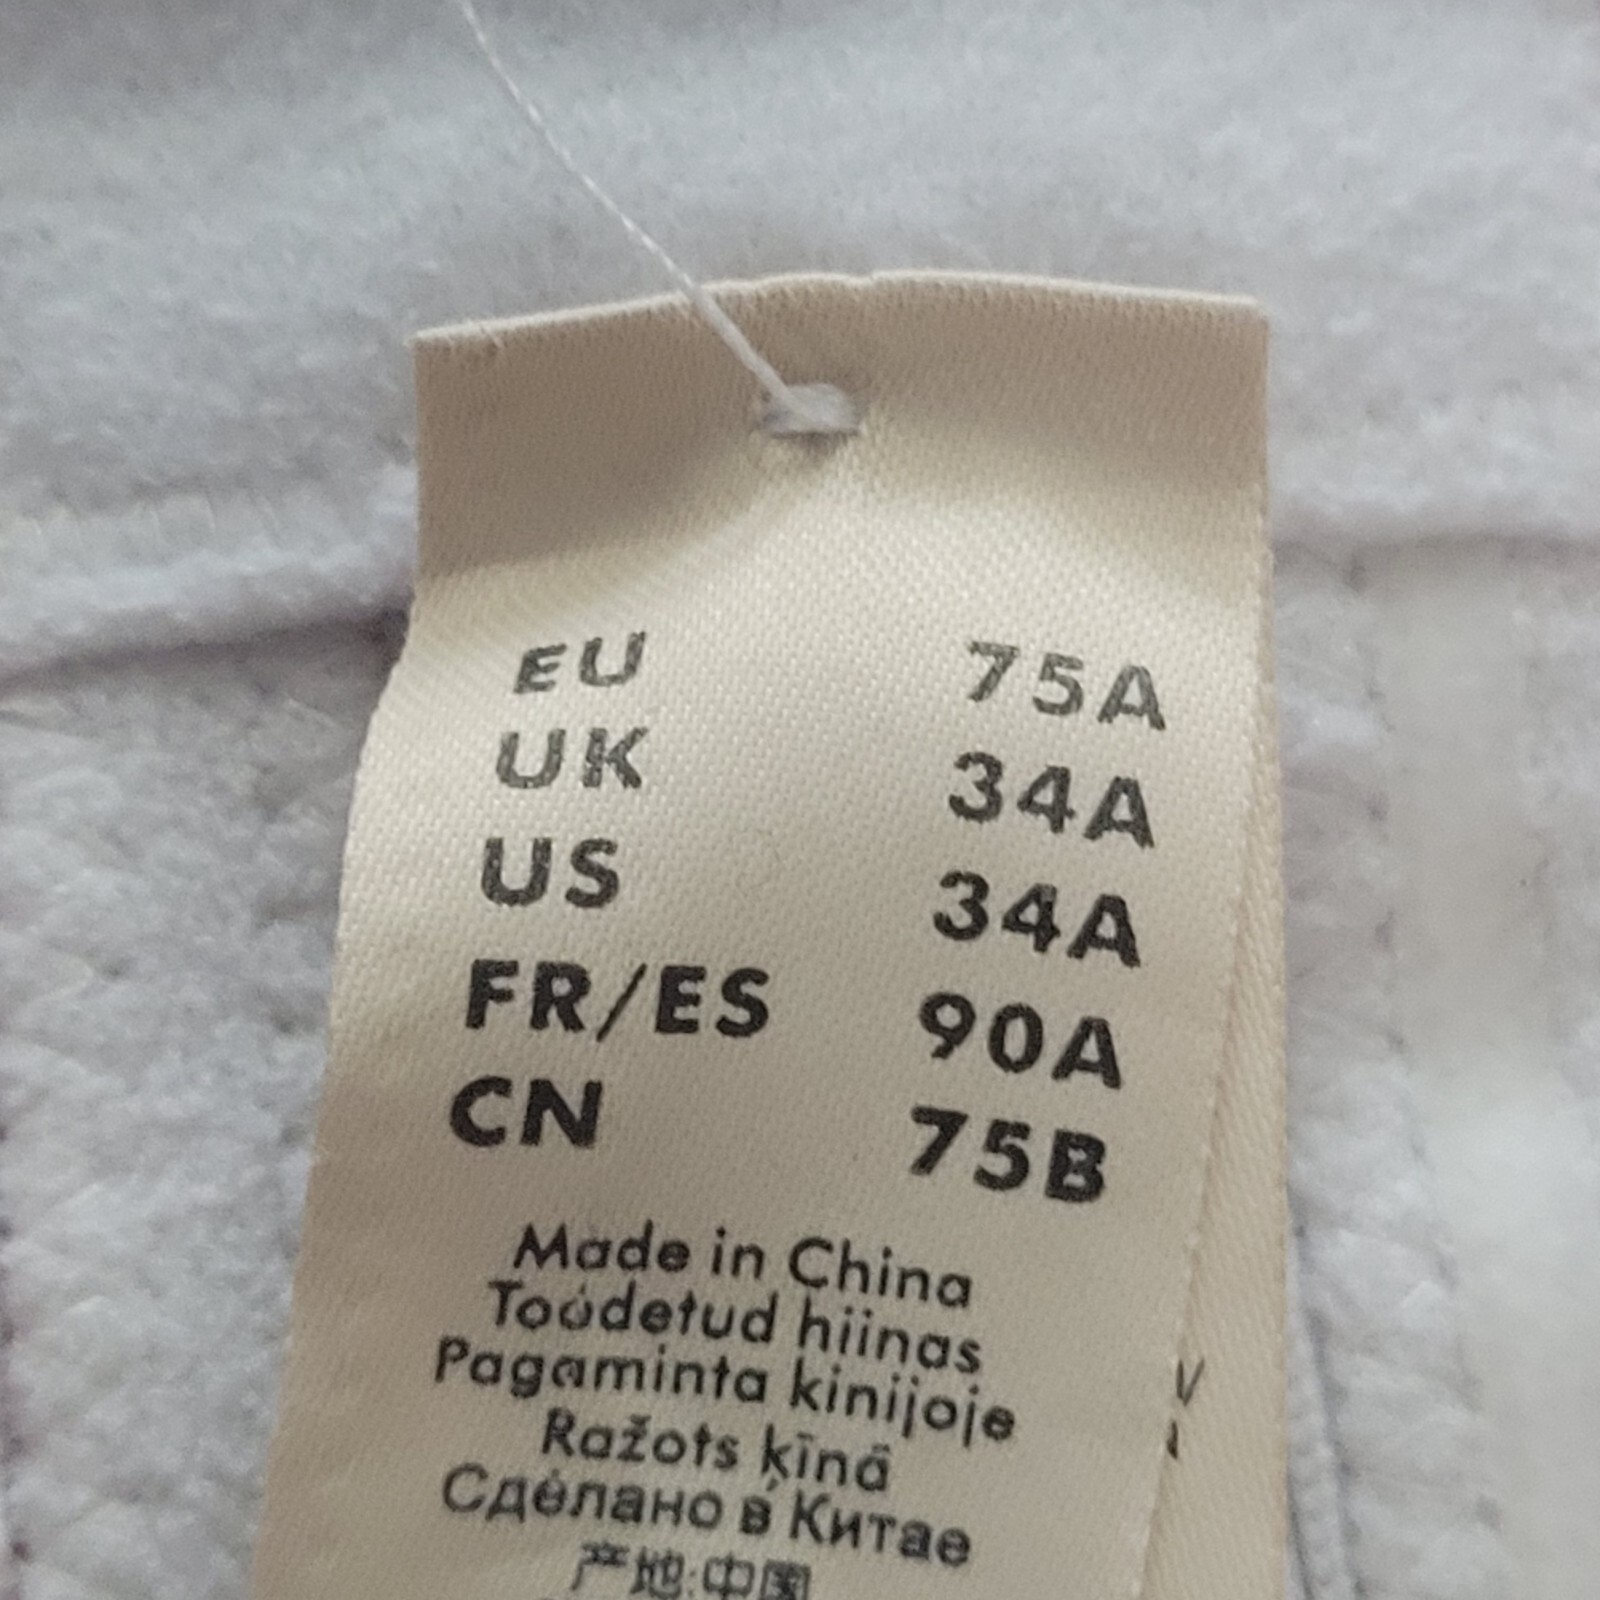 EU 75A
UK 34A
US 34A
FR/ES 90A
CN 75B
Made in China
Toodetud hiinas
Pagaminta kinijoje
Ražots ķīnā
Сделано в Китае
产地:中国